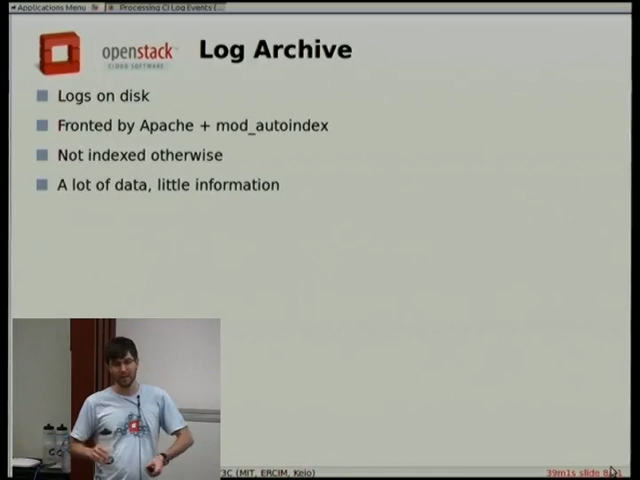 Applications Menu
Processing CI Log Events (...
openstack
CLOUD SOFTWARE
Log Archive
Logs on disk
Fronted by Apache + mod_autoindex
Not indexed otherwise
A lot of data, little information
3C (MIT, ERCIM, Keio)
39m1s slide